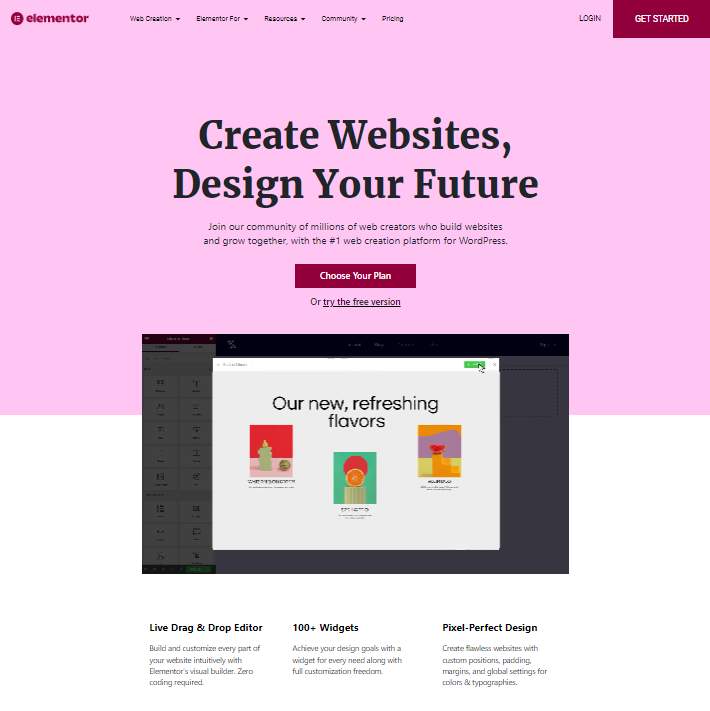 elementor
Web Creation
Elementor For
Resources
Community
Pricing
LOGIN
GET STARTED
Create Websites,
Design Your Future
Join our community of millions of web creators who build websites
and grow together, with the #1 web creation platform for WordPress.
Choose Your Plan
Or try the free version
Our new, refreshing
flavors
Live Drag & Drop Editor
Build and customize every part of
your website intuitively with
Elementor's visual builder. Zero
coding required.
100+ Widgets
Achieve your design goals with a
widget for every need along with
full customization freedom.
Pixel-Perfect Design
Create flawless websites with
custom positions, padding,
margins, and global settings for
colors & typographies.